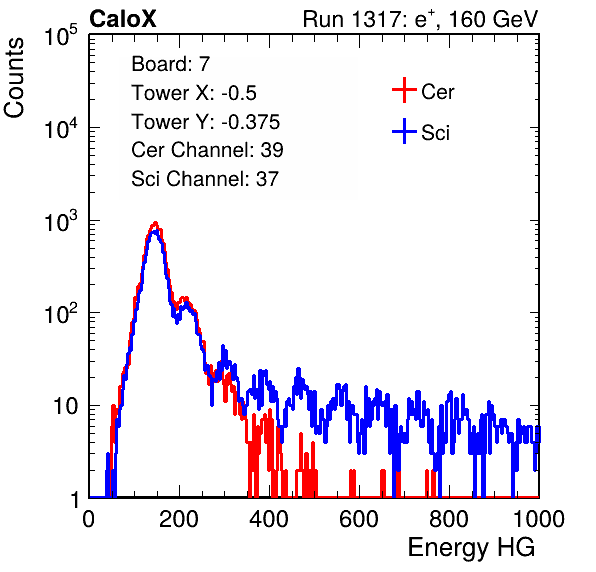 CaloX Run 1317: e⁺, 160 GeV
Counts
10⁵
10⁴
10³
10²
10
1
Board: 7
Tower X: -0.5
Tower Y: -0.375
Cer Channel: 39
Sci Channel: 37
Cer
Sci
0 200 400 600 800 1000
Energy HG